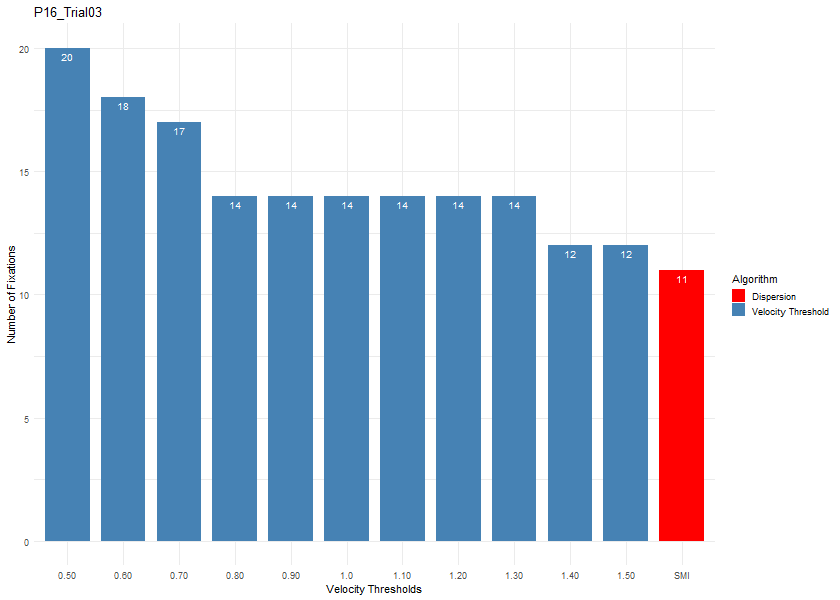 P16_Trial03
Number of Fixations
20
15
10
5
0
20
18
17
14
14
14
14
14
14
12
12
11
0.50 0.60 0.70 0.80 0.90 1.0 1.10 1.20 1.30 1.40 1.50 SMI
Velocity Thresholds
Algorithm
Dispersion
Velocity Threshold